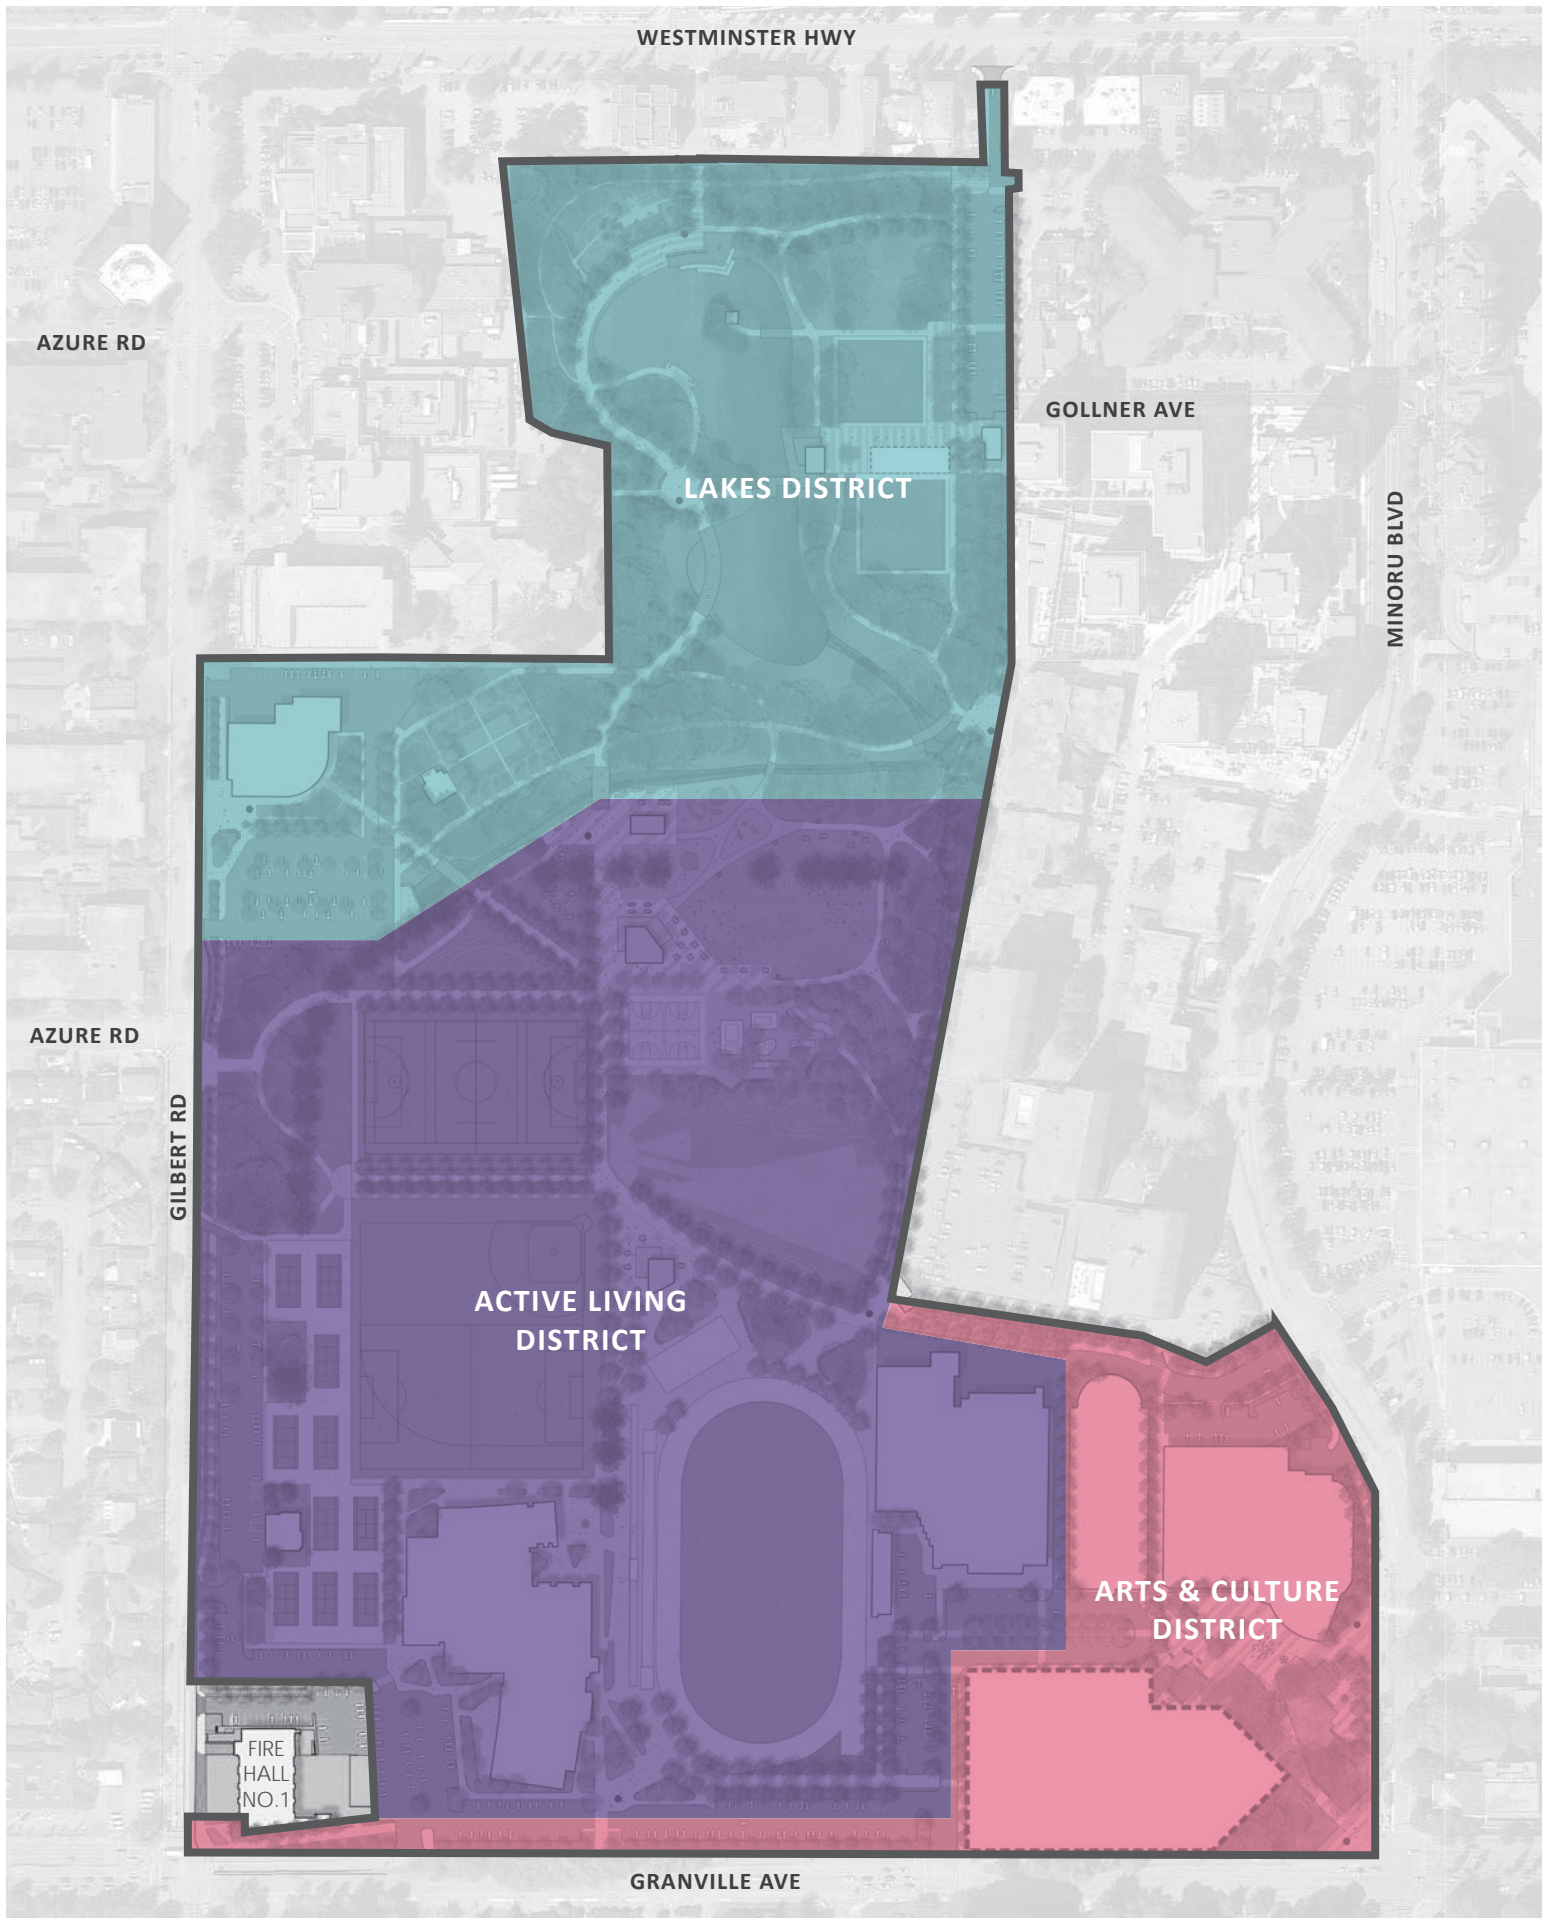 WESTMINSTER HWY
AZURE RD
GOLLNER AVE
LAKES DISTRICT
MINORU BLVD
AZURE RD
GILBERT RD
ACTIVE LIVING
DISTRICT
ARTS & CULTURE
DISTRICT
FIRE
HALL
NO.1
GRANVILLE AVE